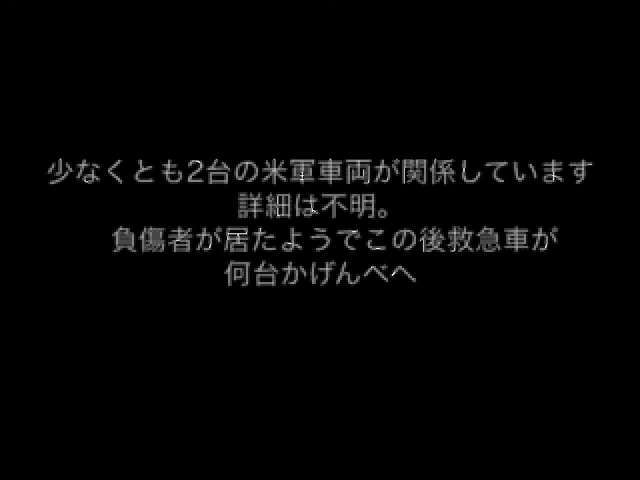 少なくとも2台の米軍車両が関係しています
詳細は不明。
負傷者が居たようでこの後救急車が
何台かげんべへ